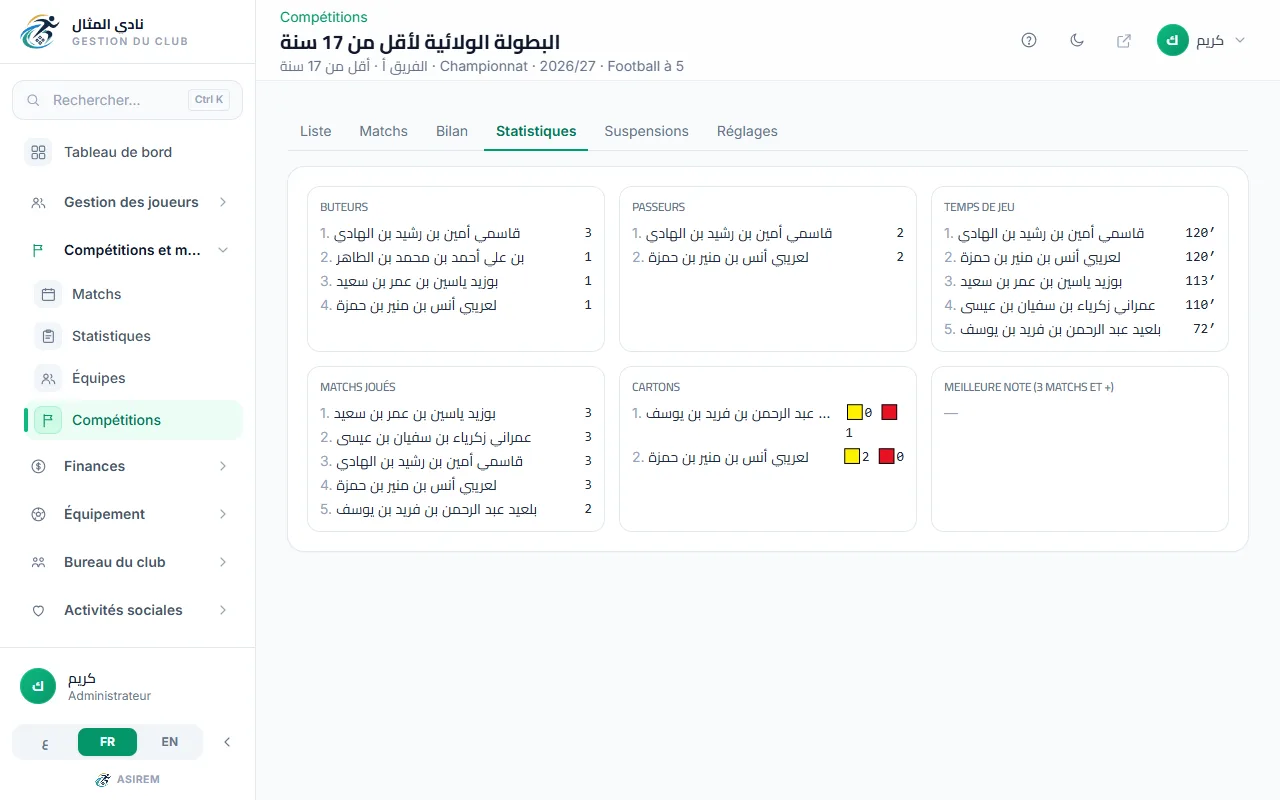 نادي المثال
GESTION DU CLUB
Rechercher... Ctrl K
Tableau de bord
Gestion des joueurs
Compétitions et m...
Matchs
Statistiques
Équipes
Compétitions
Finances
Équipement
Bureau du club
Activités sociales
كريم
Administrateur
ع FR EN
ASIREM
Compétitions
البطولة الولائية لأقل من 17 سنة
الفريق أ · أقل من 17 سنة · Championnat · 2026/27 · Football à 5
ك كريم
Liste Matchs Bilan Statistiques Suspensions Réglages
BUTEURS
1. قاسمي أمين بن رشيد بن الهادي 3
2. بن علي أحمد بن محمد بن الطاهر 1
3. بوزيد ياسين بن عمر بن سعيد 1
4. لعريبي أنس بن منير بن حمزة 1
PASSEURS
1. قاسمي أمين بن رشيد بن الهادي 2
2. لعريبي أنس بن منير بن حمزة 2
TEMPS DE JEU
1. قاسمي أمين بن رشيد بن الهادي 120′
2. لعريبي أنس بن منير بن حمزة 120′
3. بوزيد ياسين بن عمر بن سعيد 113′
4. عمراني زكرياء بن سفيان بن عيسى 110′
5. بلعيد عبد الرحمن بن فريد بن يوسف 72′
MATCHS JOUÉS
1. بوزيد ياسين بن عمر بن سعيد 3
2. عمراني زكرياء بن سفيان بن عيسى 3
3. قاسمي أمين بن رشيد بن الهادي 3
4. لعريبي أنس بن منير بن حمزة 3
5. بلعيد عبد الرحمن بن فريد بن يوسف 2
CARTONS
1. عبد الرحمن بن فريد بن يوسف ... 0
1
2. لعريبي أنس بن منير بن حمزة 2 0
MEILLEURE NOTE (3 MATCHS ET +)
—